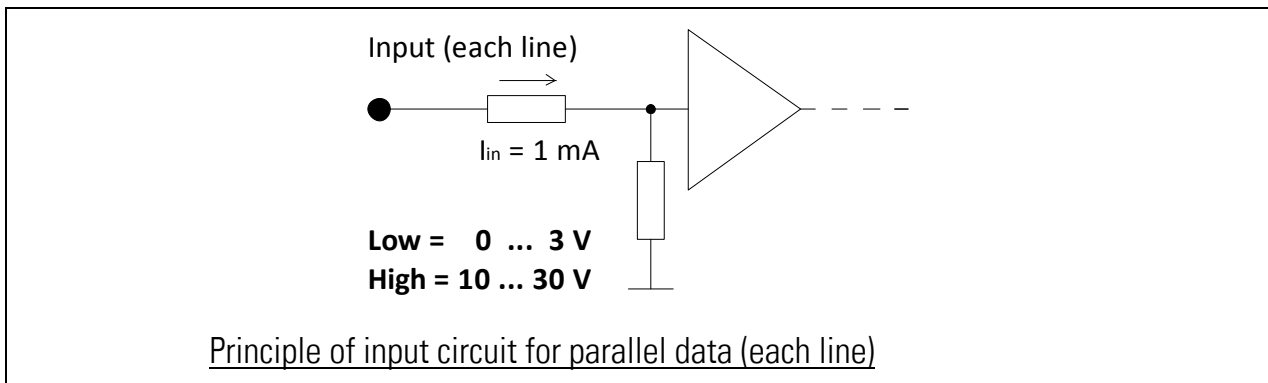 Input (each line)
Iin = 1 mA
Low = 0 ... 3 V
High = 10 ... 30 V
Principle of input circuit for parallel data (each line)